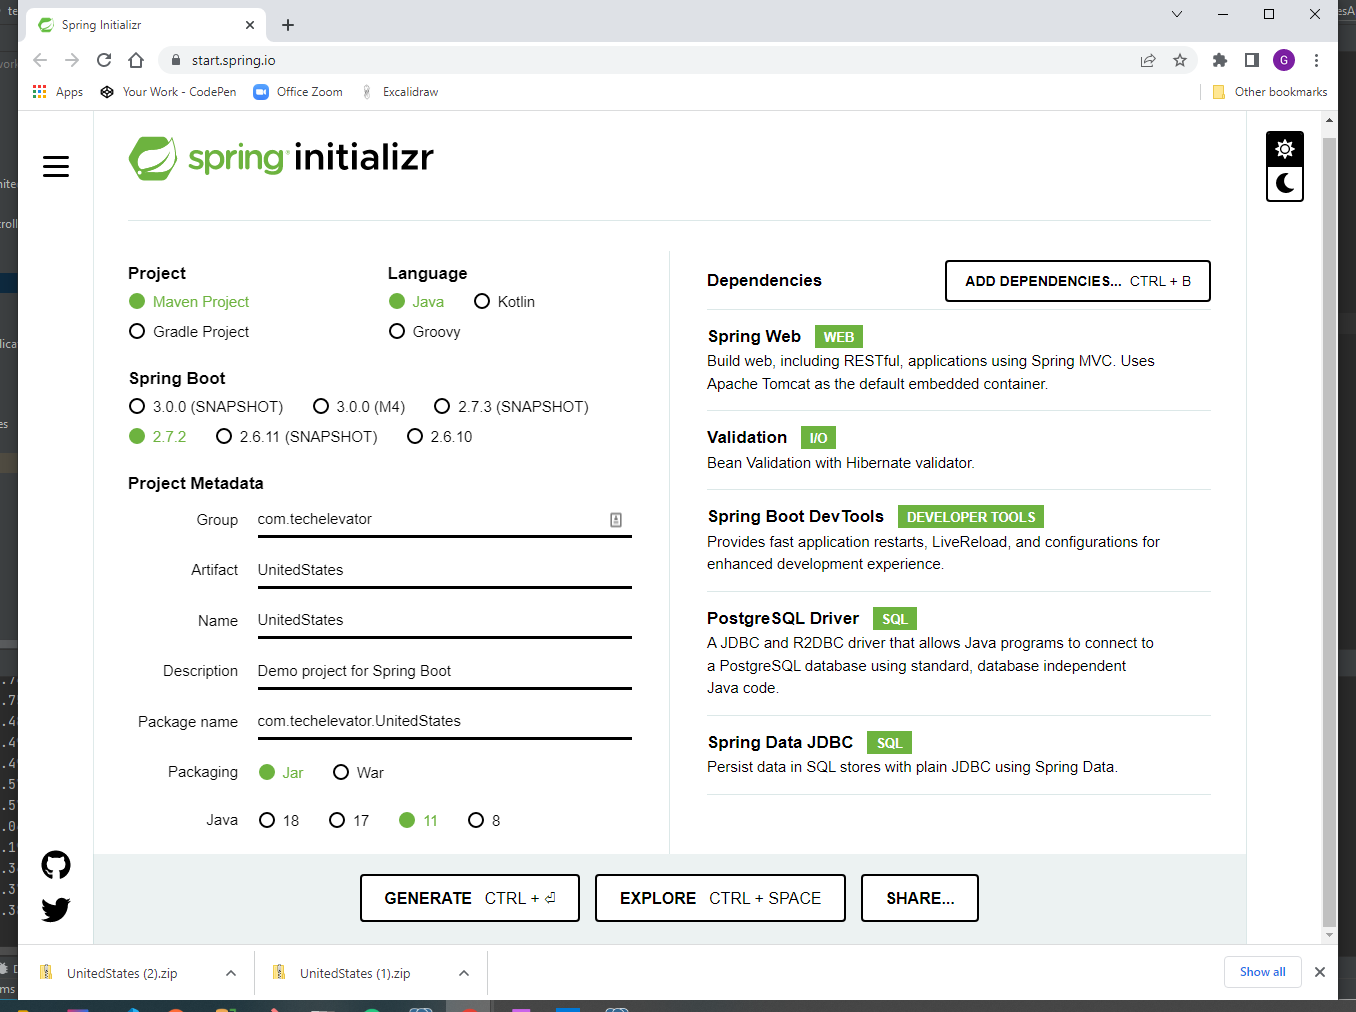 Spring Initializr
start.spring.io
G
Apps
Your Work - CodePen
Office Zoom
Excalidraw
Other bookmarks
spring initializr
Project
Maven Project
Gradle Project
Language
Java
Kotlin
Groovy
Spring Boot
3.0.0 (SNAPSHOT)
3.0.0 (M4)
2.7.3 (SNAPSHOT)
2.7.2
2.6.11 (SNAPSHOT)
2.6.10
Project Metadata
Group com.techelevator
Artifact UnitedStates
Name UnitedStates
Description Demo project for Spring Boot
Package name com.techelevator.UnitedStates
Packaging Jar War
Java 18 17 11 8
Dependencies
ADD DEPENDENCIES... CTRL + B
Spring Web WEB
Build web, including RESTful, applications using Spring MVC. Uses
Apache Tomcat as the default embedded container.
Validation I/O
Bean Validation with Hibernate validator.
Spring Boot DevTools DEVELOPER TOOLS
Provides fast application restarts, LiveReload, and configurations for
enhanced development experience.
PostgreSQL Driver SQL
A JDBC and R2DBC driver that allows Java programs to connect to
a PostgreSQL database using standard, database independent
Java code.
Spring Data JDBC SQL
Persist data in SQL stores with plain JDBC using Spring Data.
GENERATE CTRL + ⏎
EXPLORE CTRL + SPACE
SHARE...
UnitedStates (2).zip
UnitedStates (1).zip
Show all